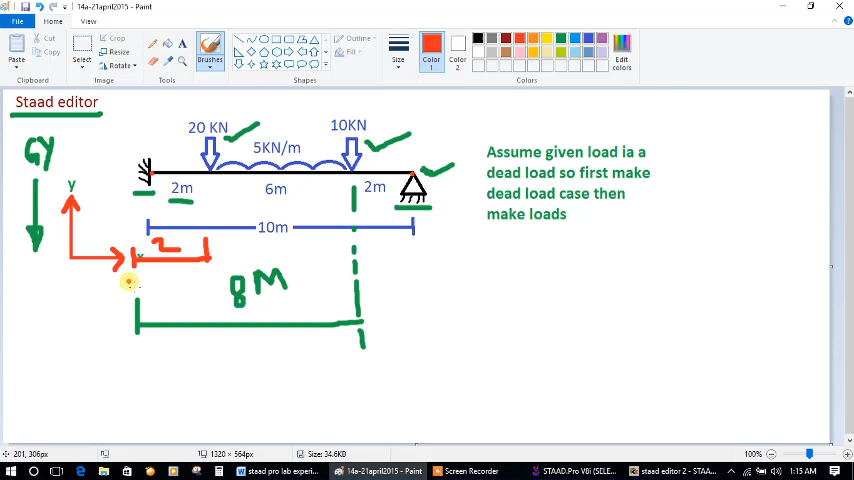 14a-21april2015 - Paint
File
Home
View
Paste
Cut
Copy
Clipboard
Select
Crop
Resize
Rotate
Image
A
Tools
Brushes
Shapes
Outline
Fill
Size
Color
1
Color
2
Edit
colors
Colors
Staad editor
GY
y
x
20 KN
10KN
5KN/m
2m
6m
2m
10m
2
8M
Assume given load ia a
dead load so first make
dead load case then
make loads
201, 306px
1320 × 564px
Size: 34.6KB
100%
staad pro lab experi...
14a-21april2015 - Paint
Screen Recorder
STAAD.Pro V8i (SELE...
staad editor 2 - STAA...
1:15 AM